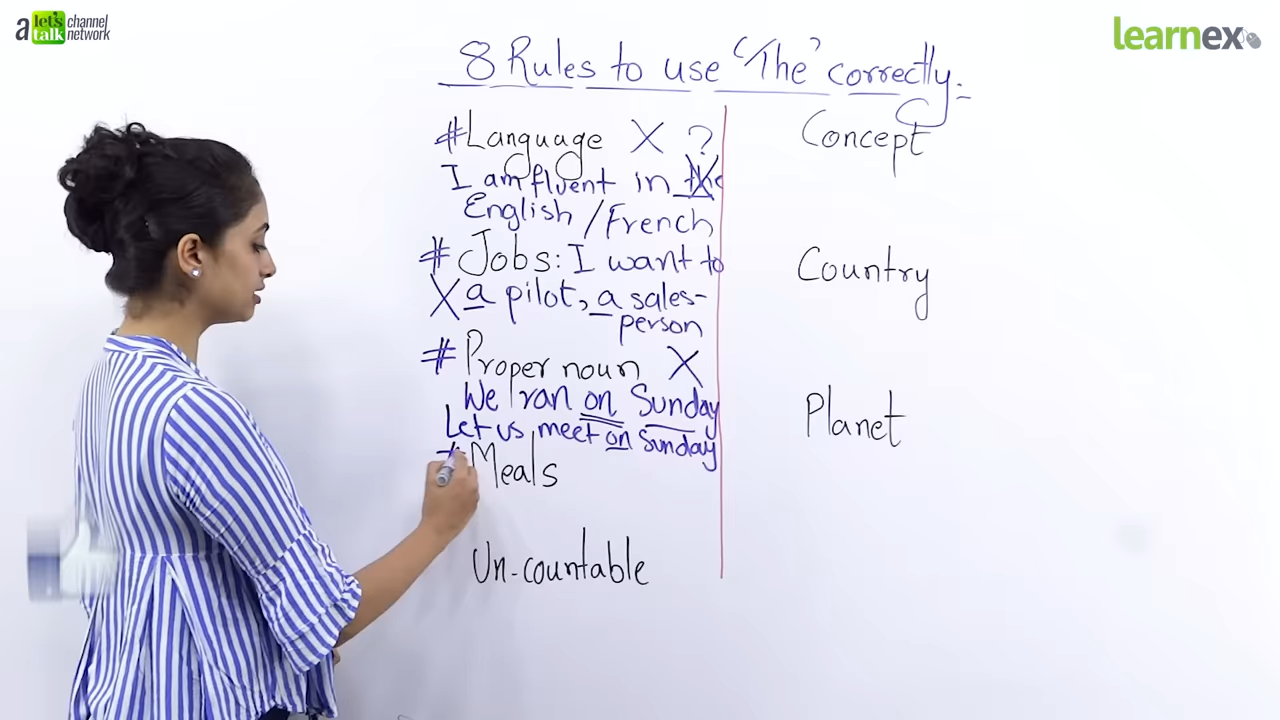 a let's talk channel network
learnex
8 Rules to use 'The' correctly.
#Language X ?
I am fluent in the
English / French
# Jobs: I want to
X a pilot, a sales-
person
# Proper noun X
We ran on Sunday
Let us meet on Sunday
# Meals
Un-countable
Concept
Country
Planet